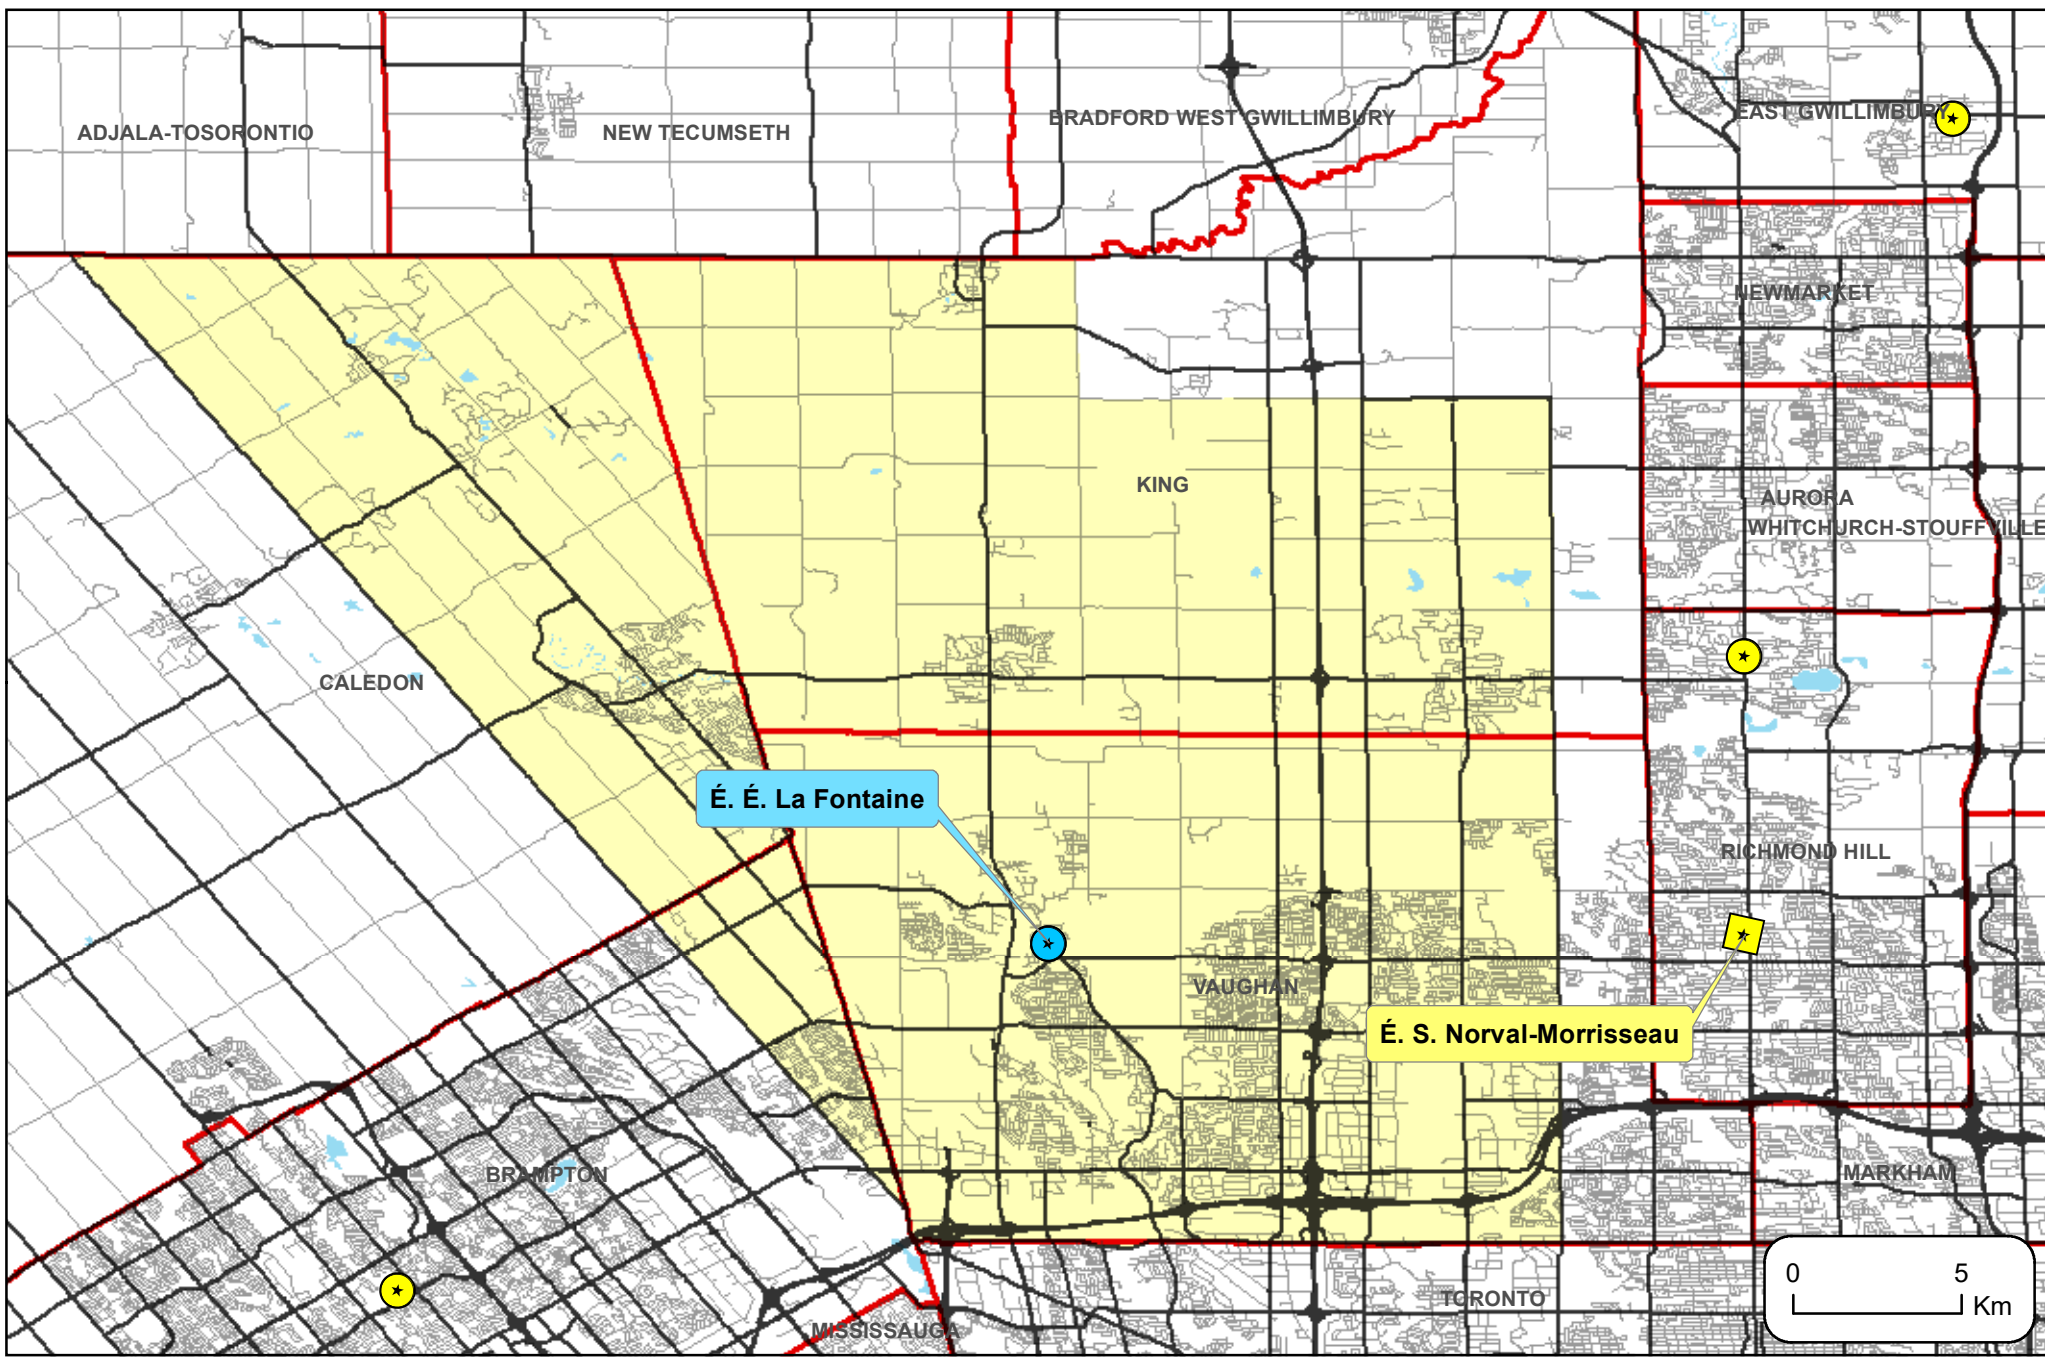 ADJALA-TOSORONTIO
NEW TECUMSETH
BRADFORD WEST GWILLIMBURY
EAST GWILLIMBURY
NEWMARKET
KING
AURORA
WHITCHURCH-STOUFFVILLE
CALEDON
É. É. La Fontaine
RICHMOND HILL
VAUGHAN
É. S. Norval-Morrisseau
BRAMPTON
MARKHAM
TORONTO
MISSISSAUGA
0 5
Km